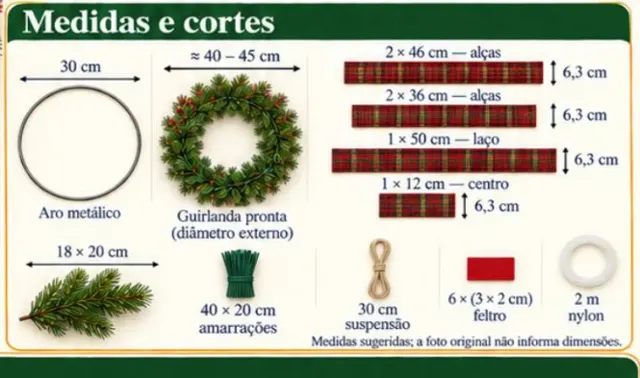 Medidas e cortes
30 cm
Aro metálico
≈ 40 – 45 cm
Guirlanda pronta
(diâmetro externo)
2 × 46 cm — alças
6,3 cm
2 × 36 cm — alças
6,3 cm
1 × 50 cm — laço
6,3 cm
1 × 12 cm — centro
6,3 cm
18 × 20 cm
40 × 20 cm
amarrações
30 cm
suspensão
6 × (3 × 2 cm)
feltro
2 m
nylon
Medidas sugeridas; a foto original não informa dimensões.